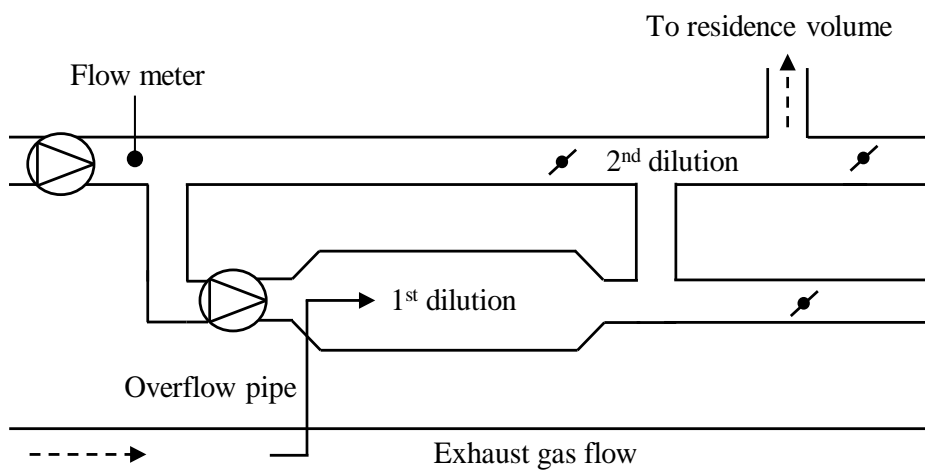 To residence volume
Flow meter
2nd dilution
1st dilution
Overflow pipe
Exhaust gas flow